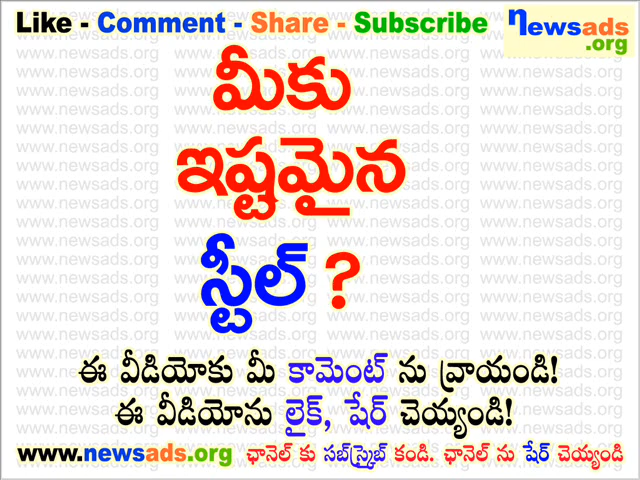 Like - Comment - Share - Subscribe
newsads
.org
మీకు
ఇష్టమైన
స్టీల్ ?
ఈ వీడియోకు మీ కామెంట్ ను వ్రాయండి!
ఈ వీడియోను లైక్, షేర్ చెయ్యండి!
www.newsads.org ఛానెల్ కు సబ్‌స్క్రైబ్ కండి. ఛానెల్ ను షేర్ చెయ్యండి